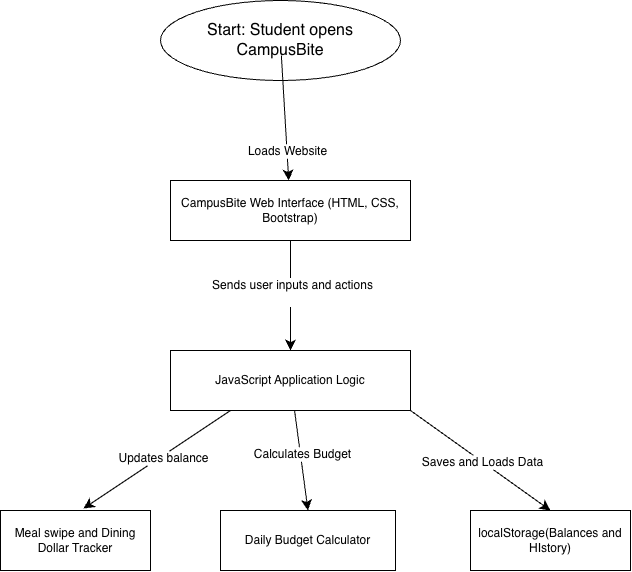 Start: Student opens
CampusBite
Loads Website
CampusBite Web Interface (HTML, CSS,
Bootstrap)
Sends user inputs and actions
JavaScript Application Logic
Updates balance
Calculates Budget
Saves and Loads Data
Meal swipe and Dining
Dollar Tracker
Daily Budget Calculator
localStorage(Balances and
HIstory)